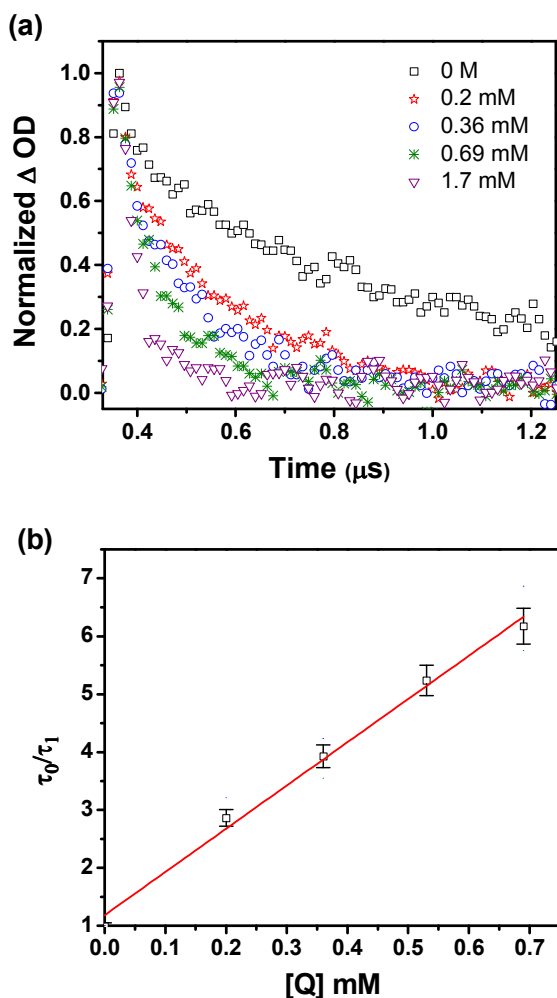 (a)
1.0
0.8
0.6
0.4
0.2
0.0
Normalized Δ OD
0 M
0.2 mM
0.36 mM
0.69 mM
1.7 mM
0.4 0.6 0.8 1.0 1.2
Time (μs)
(b)
7
6
5
4
3
2
1
τ0/τ1
0.0 0.1 0.2 0.3 0.4 0.5 0.6 0.7
[Q] mM